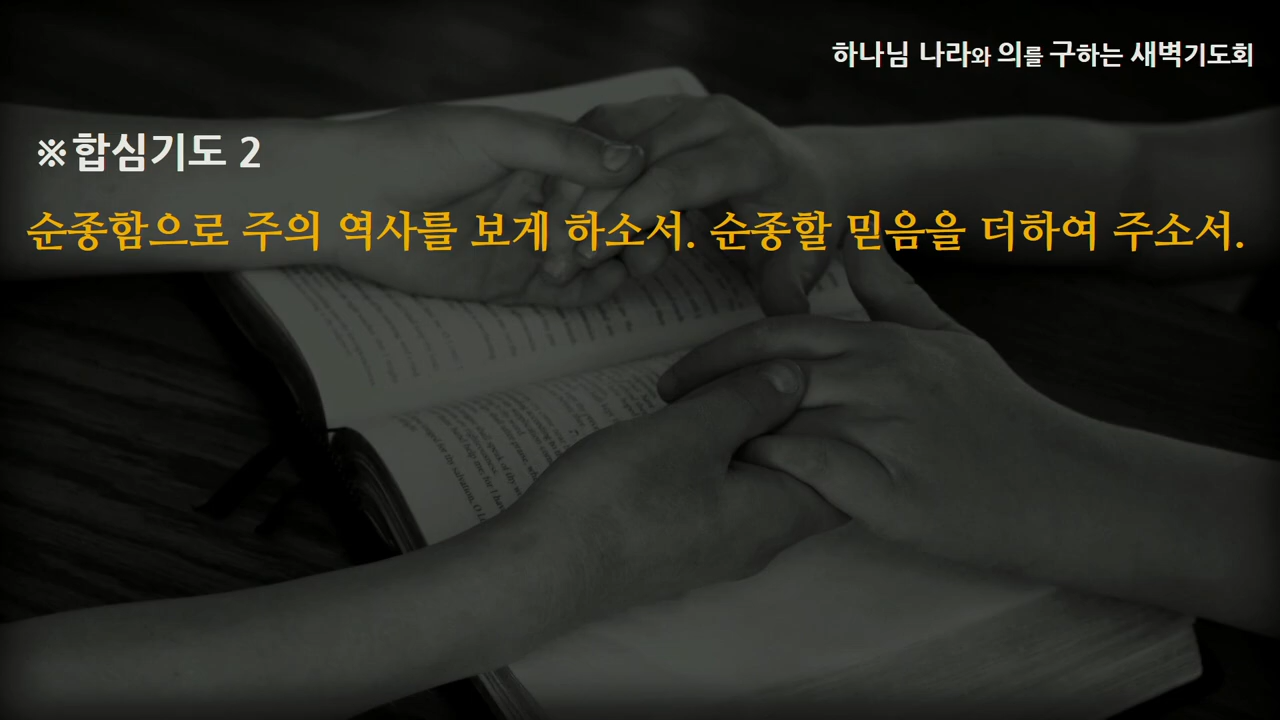 하나님 나라와 의를 구하는 새벽기도회
※합심기도 2
순종함으로 주의 역사를 보게 하소서. 순종할 믿음을 더하여 주소서.